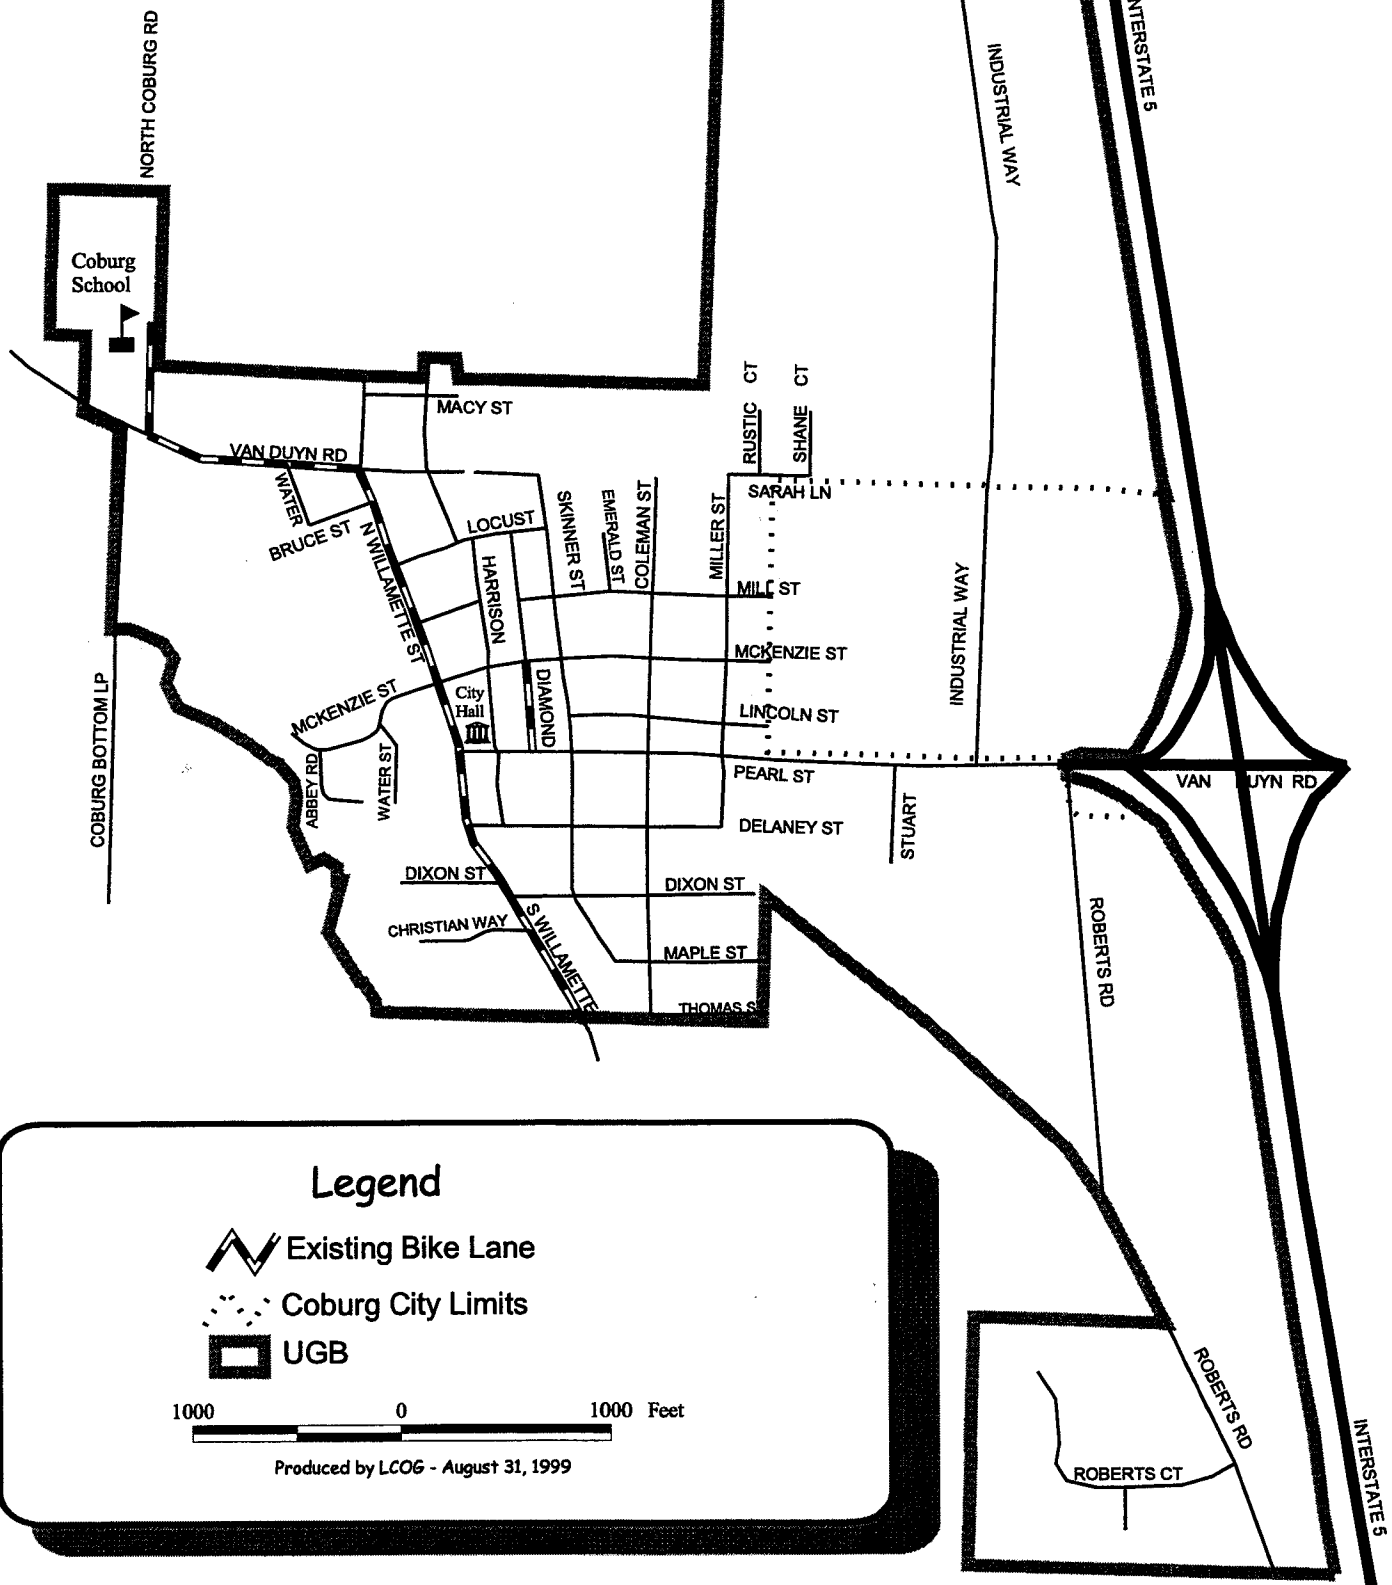 NORTH COBURG RD
INTERSTATE 5
INDUSTRIAL WAY
Coburg
School
RUSTIC CT
SHANE CT
MACY ST
VAN DUYN RD
WATER
BRUCE ST
LOCUST
SKINNER ST
EMERALD ST
COLEMAN ST
MILLER ST
SARAH LN
N WILLAMETTE ST
HARRISON
MILL ST
INDUSTRIAL WAY
MCKENZIE ST
MCKENZIE ST
COBURG BOTTOM LP
City
Hall
DIAMOND
LINCOLN ST
ABBEY RD
WATER ST
PEARL ST
VAN DUYN RD
DELANEY ST
STUART
DIXON ST
DIXON ST
CHRISTIAN WAY
S WILLAMETTE
MAPLE ST
ROBERTS RD
THOMAS S
Legend
Existing Bike Lane
Coburg City Limits
UGB
1000 0 1000 Feet
Produced by LCOG - August 31, 1999
ROBERTS RD
ROBERTS CT
INTERSTATE 5